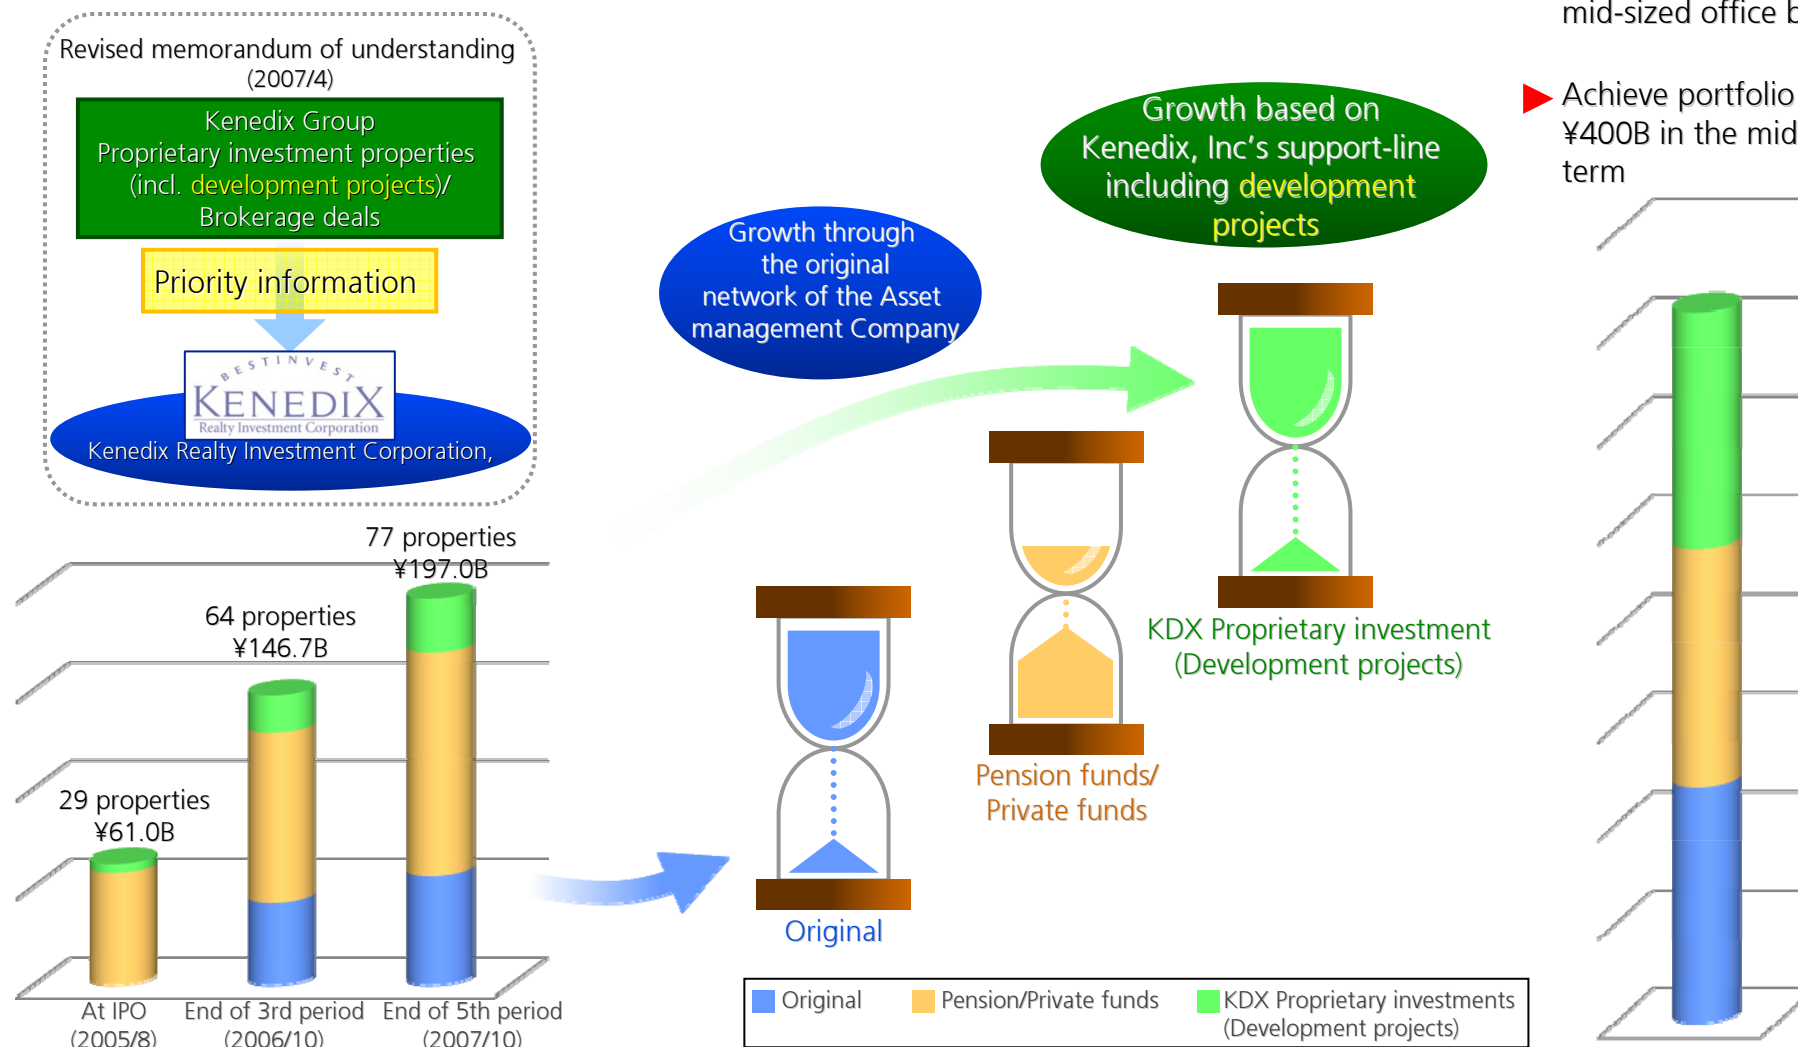 Revised memorandum of understanding
(2007/4)
Kenedix Group
Proprietary investment properties
(incl. development projects)/
Brokerage deals
Priority information
BESTINVEST
KENEDIX
Realty Investment Corporation
Kenedix Realty Investment Corporation,
Growth through
the original
network of the Asset
management Company
Growth based on
Kenedix, Inc's support-line
including development
projects
mid-sized office b
Achieve portfolio
¥400B in the mid
term
77 properties
¥197.0B
64 properties
¥146.7B
29 properties
¥61.0B
At IPO
(2005/8)
End of 3rd period
(2006/10)
End of 5th period
(2007/10)
Original
Pension funds/
Private funds
KDX Proprietary investment
(Development projects)
Original
Pension/Private funds
KDX Proprietary investments
(Development projects)